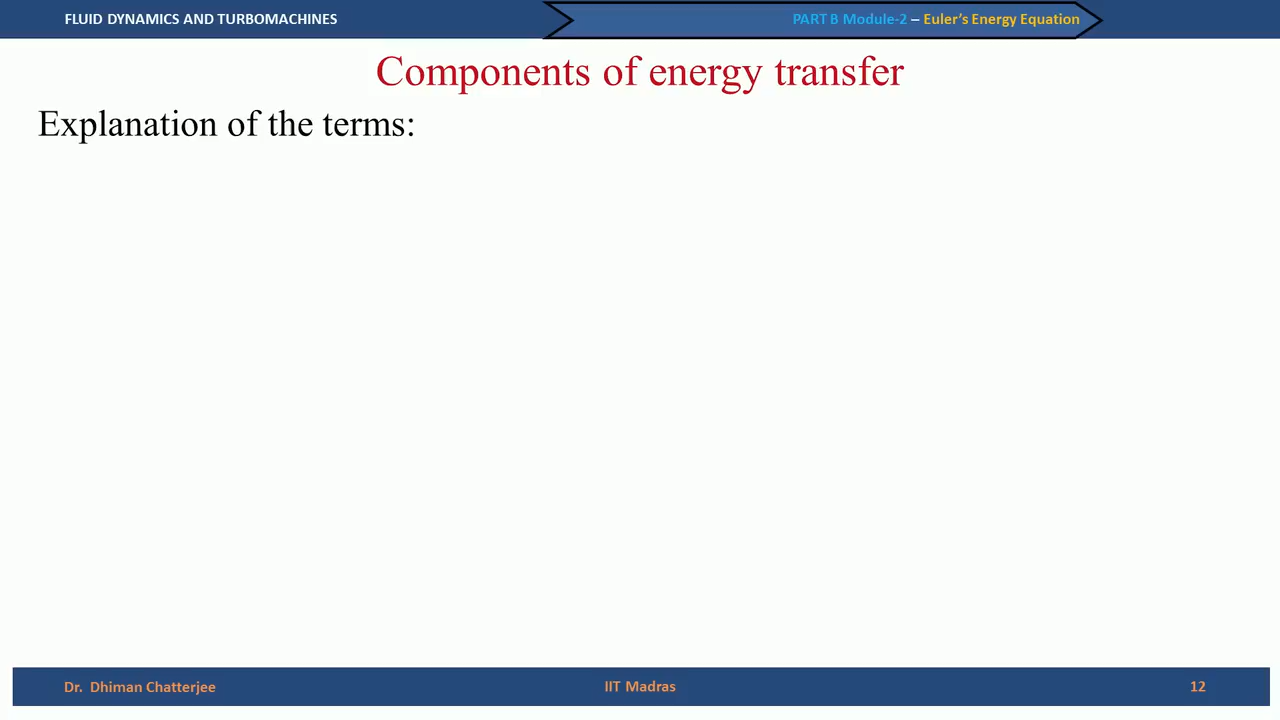 FLUID DYNAMICS AND TURBOMACHINES
PART B Module-2 – Euler's Energy Equation
Components of energy transfer
Explanation of the terms:
Dr. Dhiman Chatterjee
IIT Madras
12